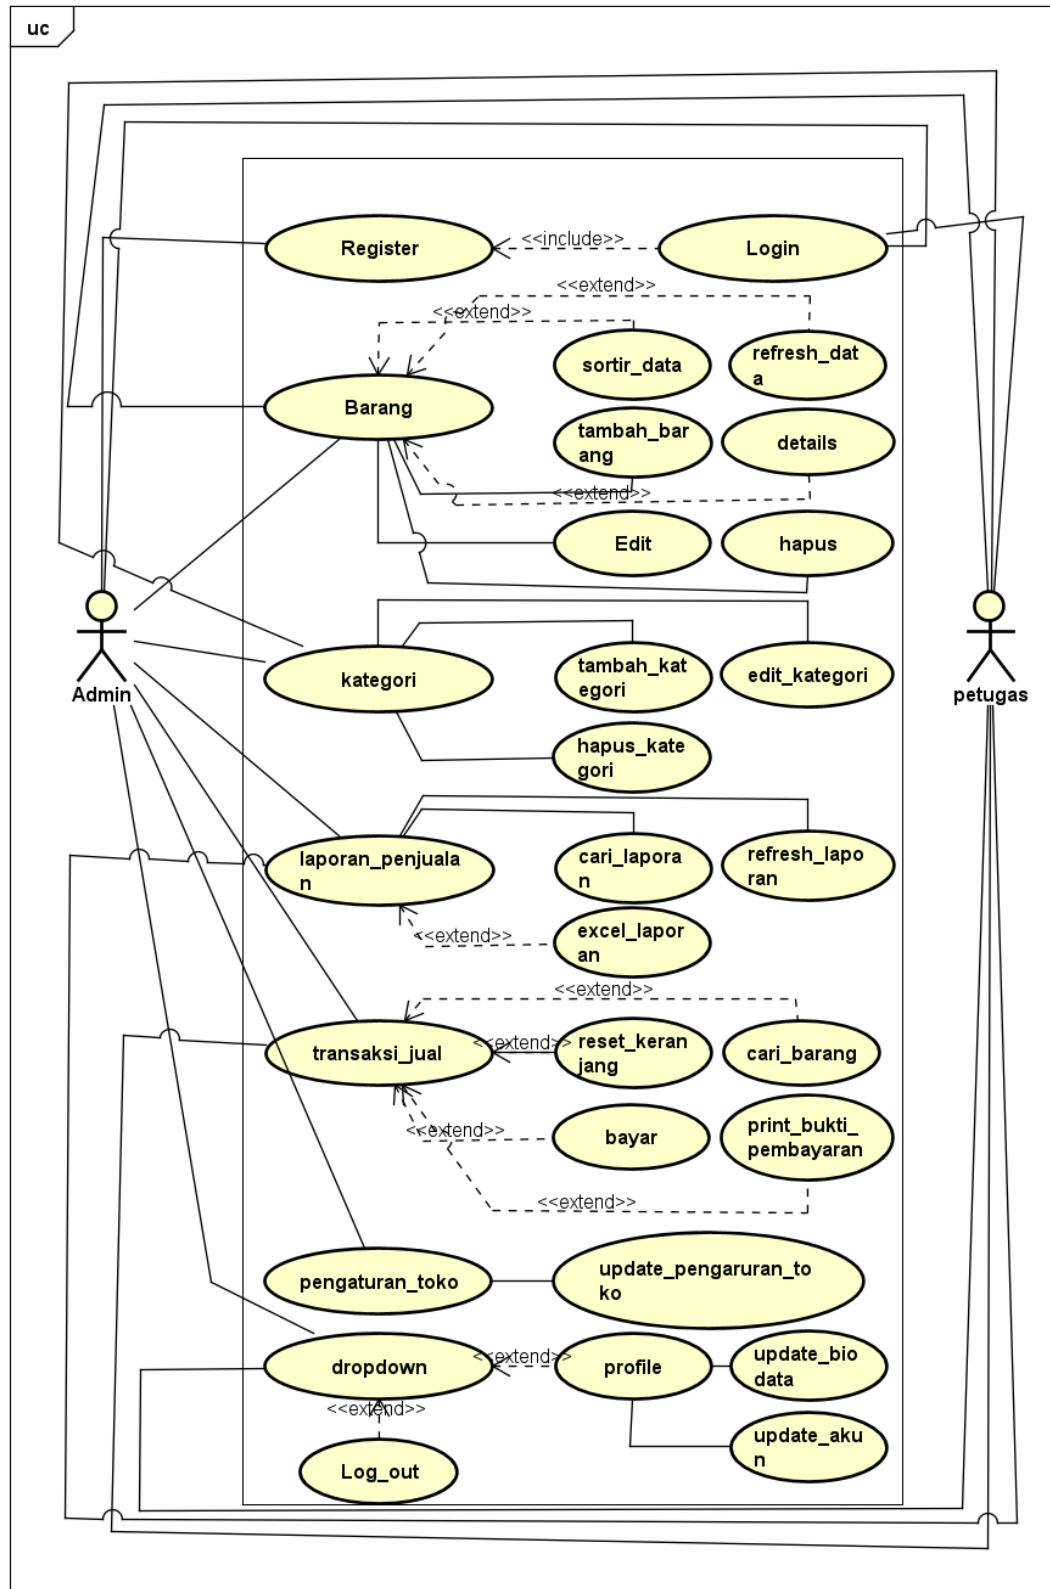 uc
Register
<<include>>
Login
<<extend>>
<<extend>>
sortir_data
refresh_dat
a
Barang
tambah_bar
ang
details
<<extend>>
Edit
hapus
Admin
petugas
kategori
tambah_kat
egori
edit_kategori
hapus_kate
gori
laporan_penjuala
n
cari_lapora
n
refresh_lapo
ran
<<extend>>
excel_lapor
an
<<extend>>
transaksi_jual
<<extend>>
reset_keran
jang
cari_barang
<<extend>>
bayar
print_bukti_
pembayaran
<<extend>>
pengaturan_toko
update_pengaruran_to
ko
dropdown
<<extend>>
profile
update_bio
data
<<extend>>
update_aku
n
Log_out